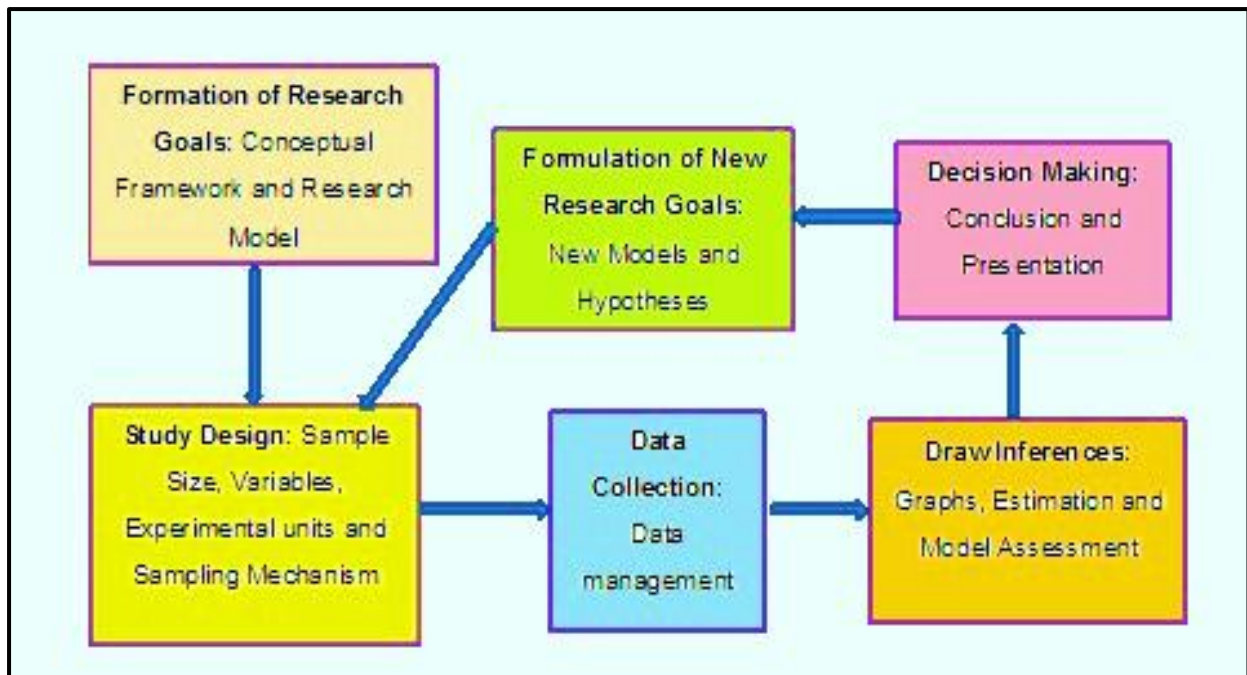 Formation of Research
Goals: Conceptual
Framework and Research
Model
Formulation of New
Research Goals:
New Models and
Hypotheses
Decision Making:
Conclusion and
Presentation
Study Design: Sample
Size, Variables,
Experimental units and
Sampling Mechanism
Data
Collection:
Data
management
Draw Inferences:
Graphs, Estimation and
Model Assessment